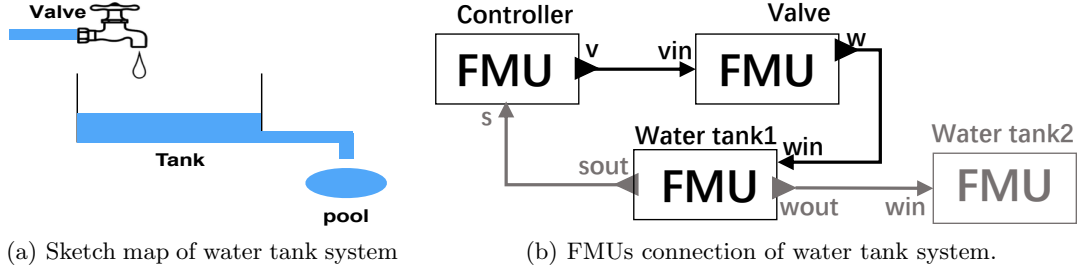 Valve
Tank
pool
(a) Sketch map of water tank system
Controller
Valve
FMU
v
vin
FMU
w
s
Water tank1
win
Water tank2
sout
FMU
wout
win
FMU
(b) FMUs connection of water tank system.